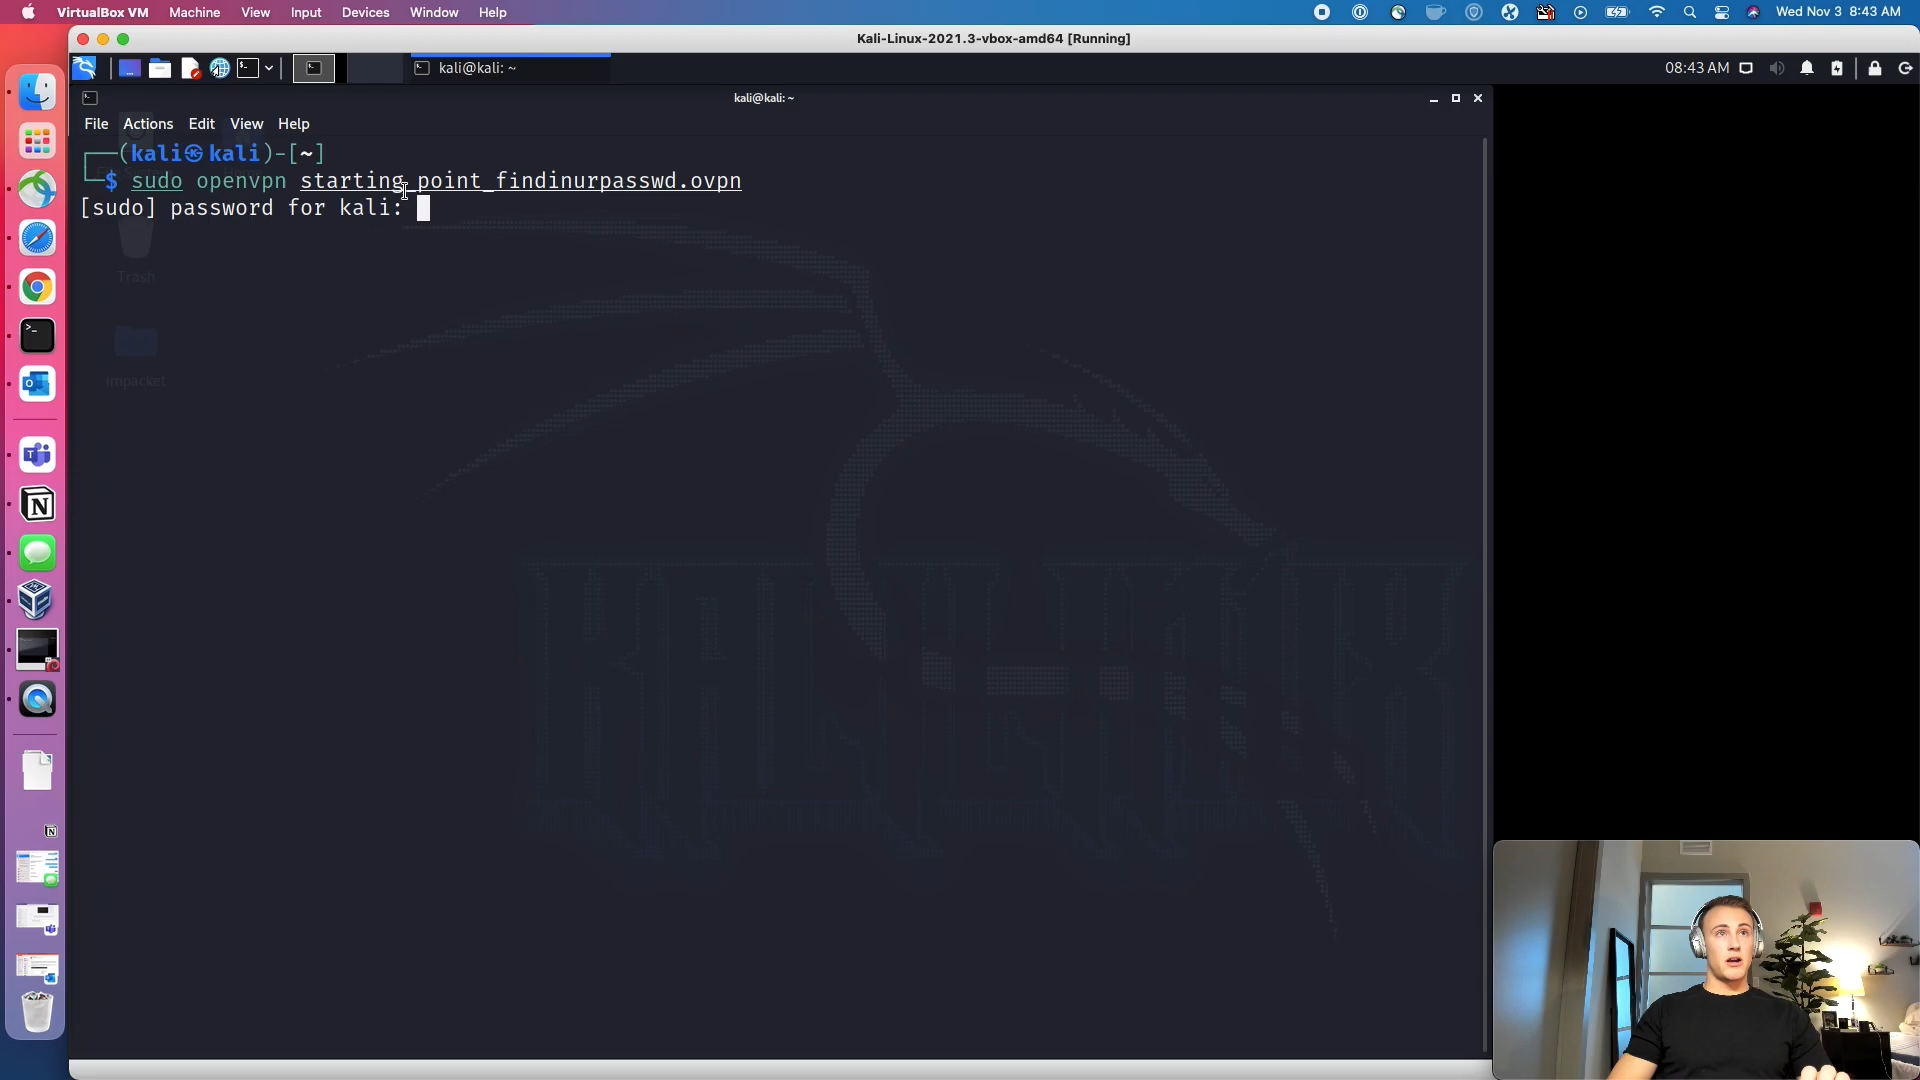 VirtualBox VM Machine View Input Devices Window Help
Wed Nov 3 8:43 AM
Kali-Linux-2021.3-vbox-amd64 [Running]
kali@kali: ~
08:43 AM
kali@kali: ~
File Actions Edit View Help
┌──(kali㉿kali)-[~]
└─$ sudo openvpn starting_point_findinurpasswd.ovpn
[sudo] password for kali:
Trash
impacket